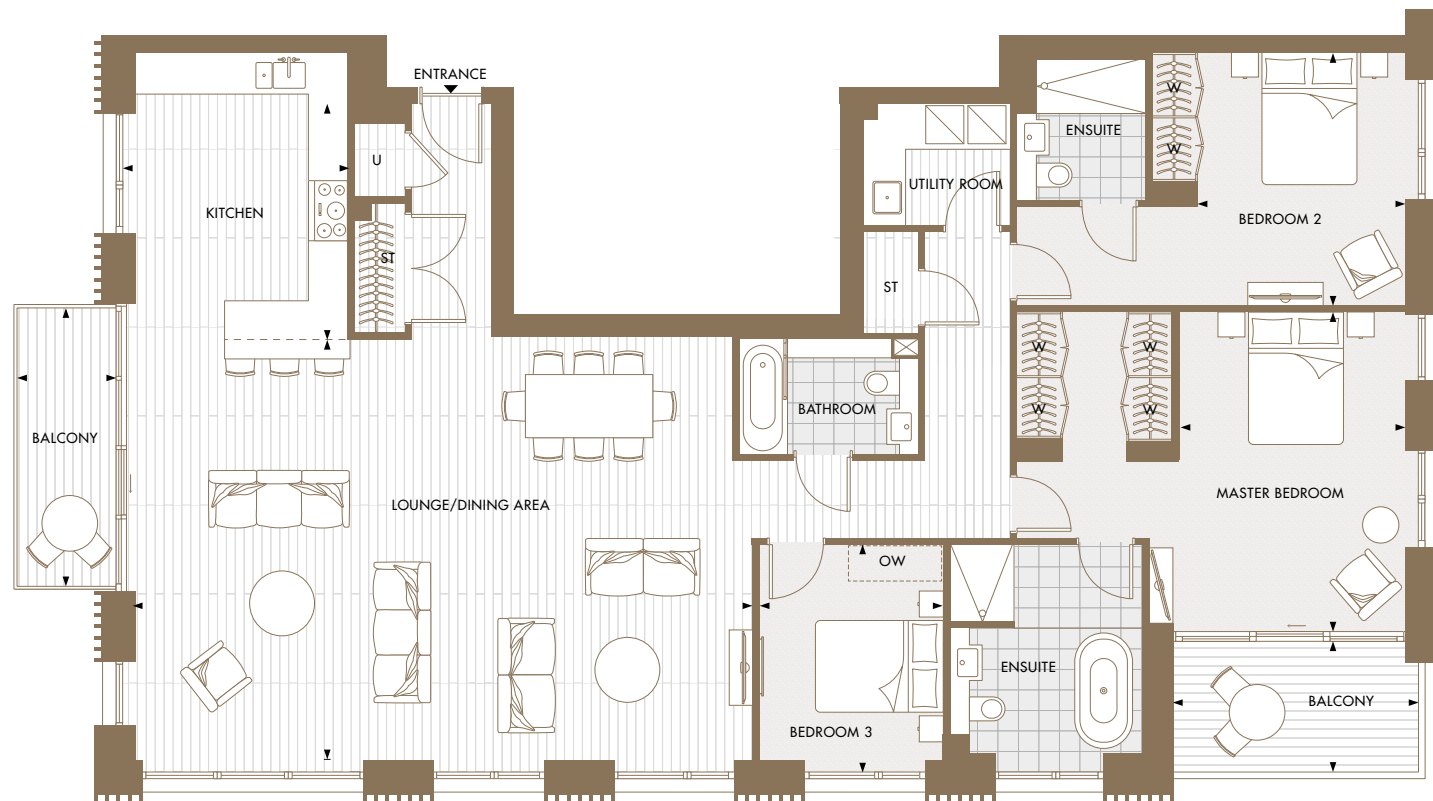 ENTRANCE
W
ENSUITE
W
U
UTILITY ROOM
KITCHEN
BEDROOM 2
ST
ST
W
W
BATHROOM
W
W
BALCONY
MASTER BEDROOM
LOUNGE/DINING AREA
OW
ENSUITE
BALCONY
BEDROOM 3